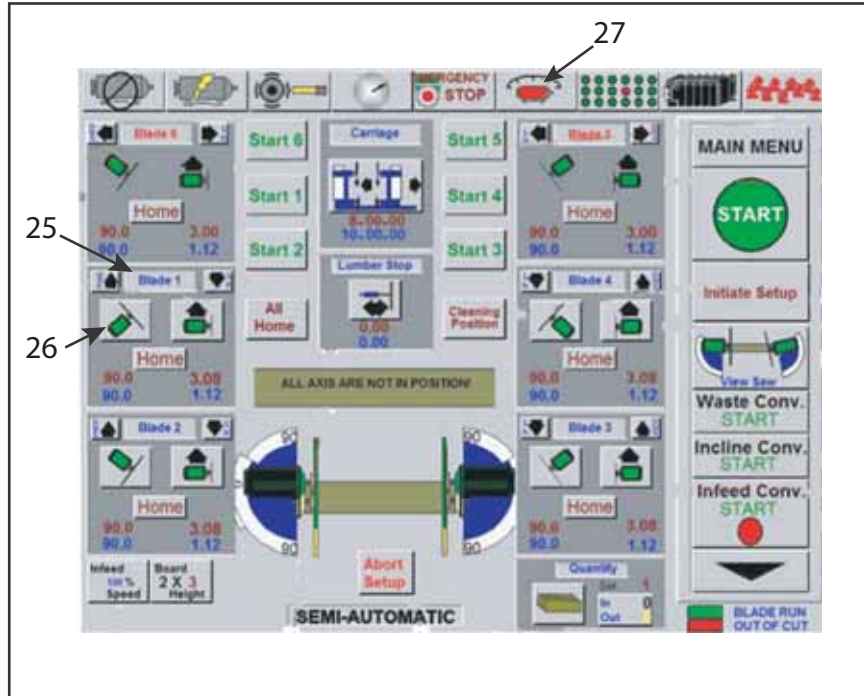 27
EMERGENCY
STOP
Blade 6
Home
90.0 3.00
90.0 1.12
Start 6
Start 1
Start 2
Carriage
8-00-00
10-00-00
Start 5
Start 4
Start 3
Home
90.0 3.00
90.0 1.12
MAIN MENU
START
25
Blade 1
26
Home
90.0 3.08
90.0 1.12
All
Home
Lumber Stop
0.00
0.00
Cleaning
Position
Blade 4
Home
90.0 3.08
90.0 1.12
Initiate Setup
View Saw
ALL AXIS ARE NOT IN POSITION!
Blade 2
Home
90.0 3.08
90.0 1.12
90
90
90
90
Blade 3
Home
90.0 3.08
90.0 1.12
Waste Conv.
START
Incline Conv.
START
Infeed Conv.
START
Infeed
100 %
Speed
Board
2 X 3
Height
Abort
Setup
SEMI-AUTOMATIC
Quantity
Set 1
In 0
Out
BLADE RUN
OUT OF CUT